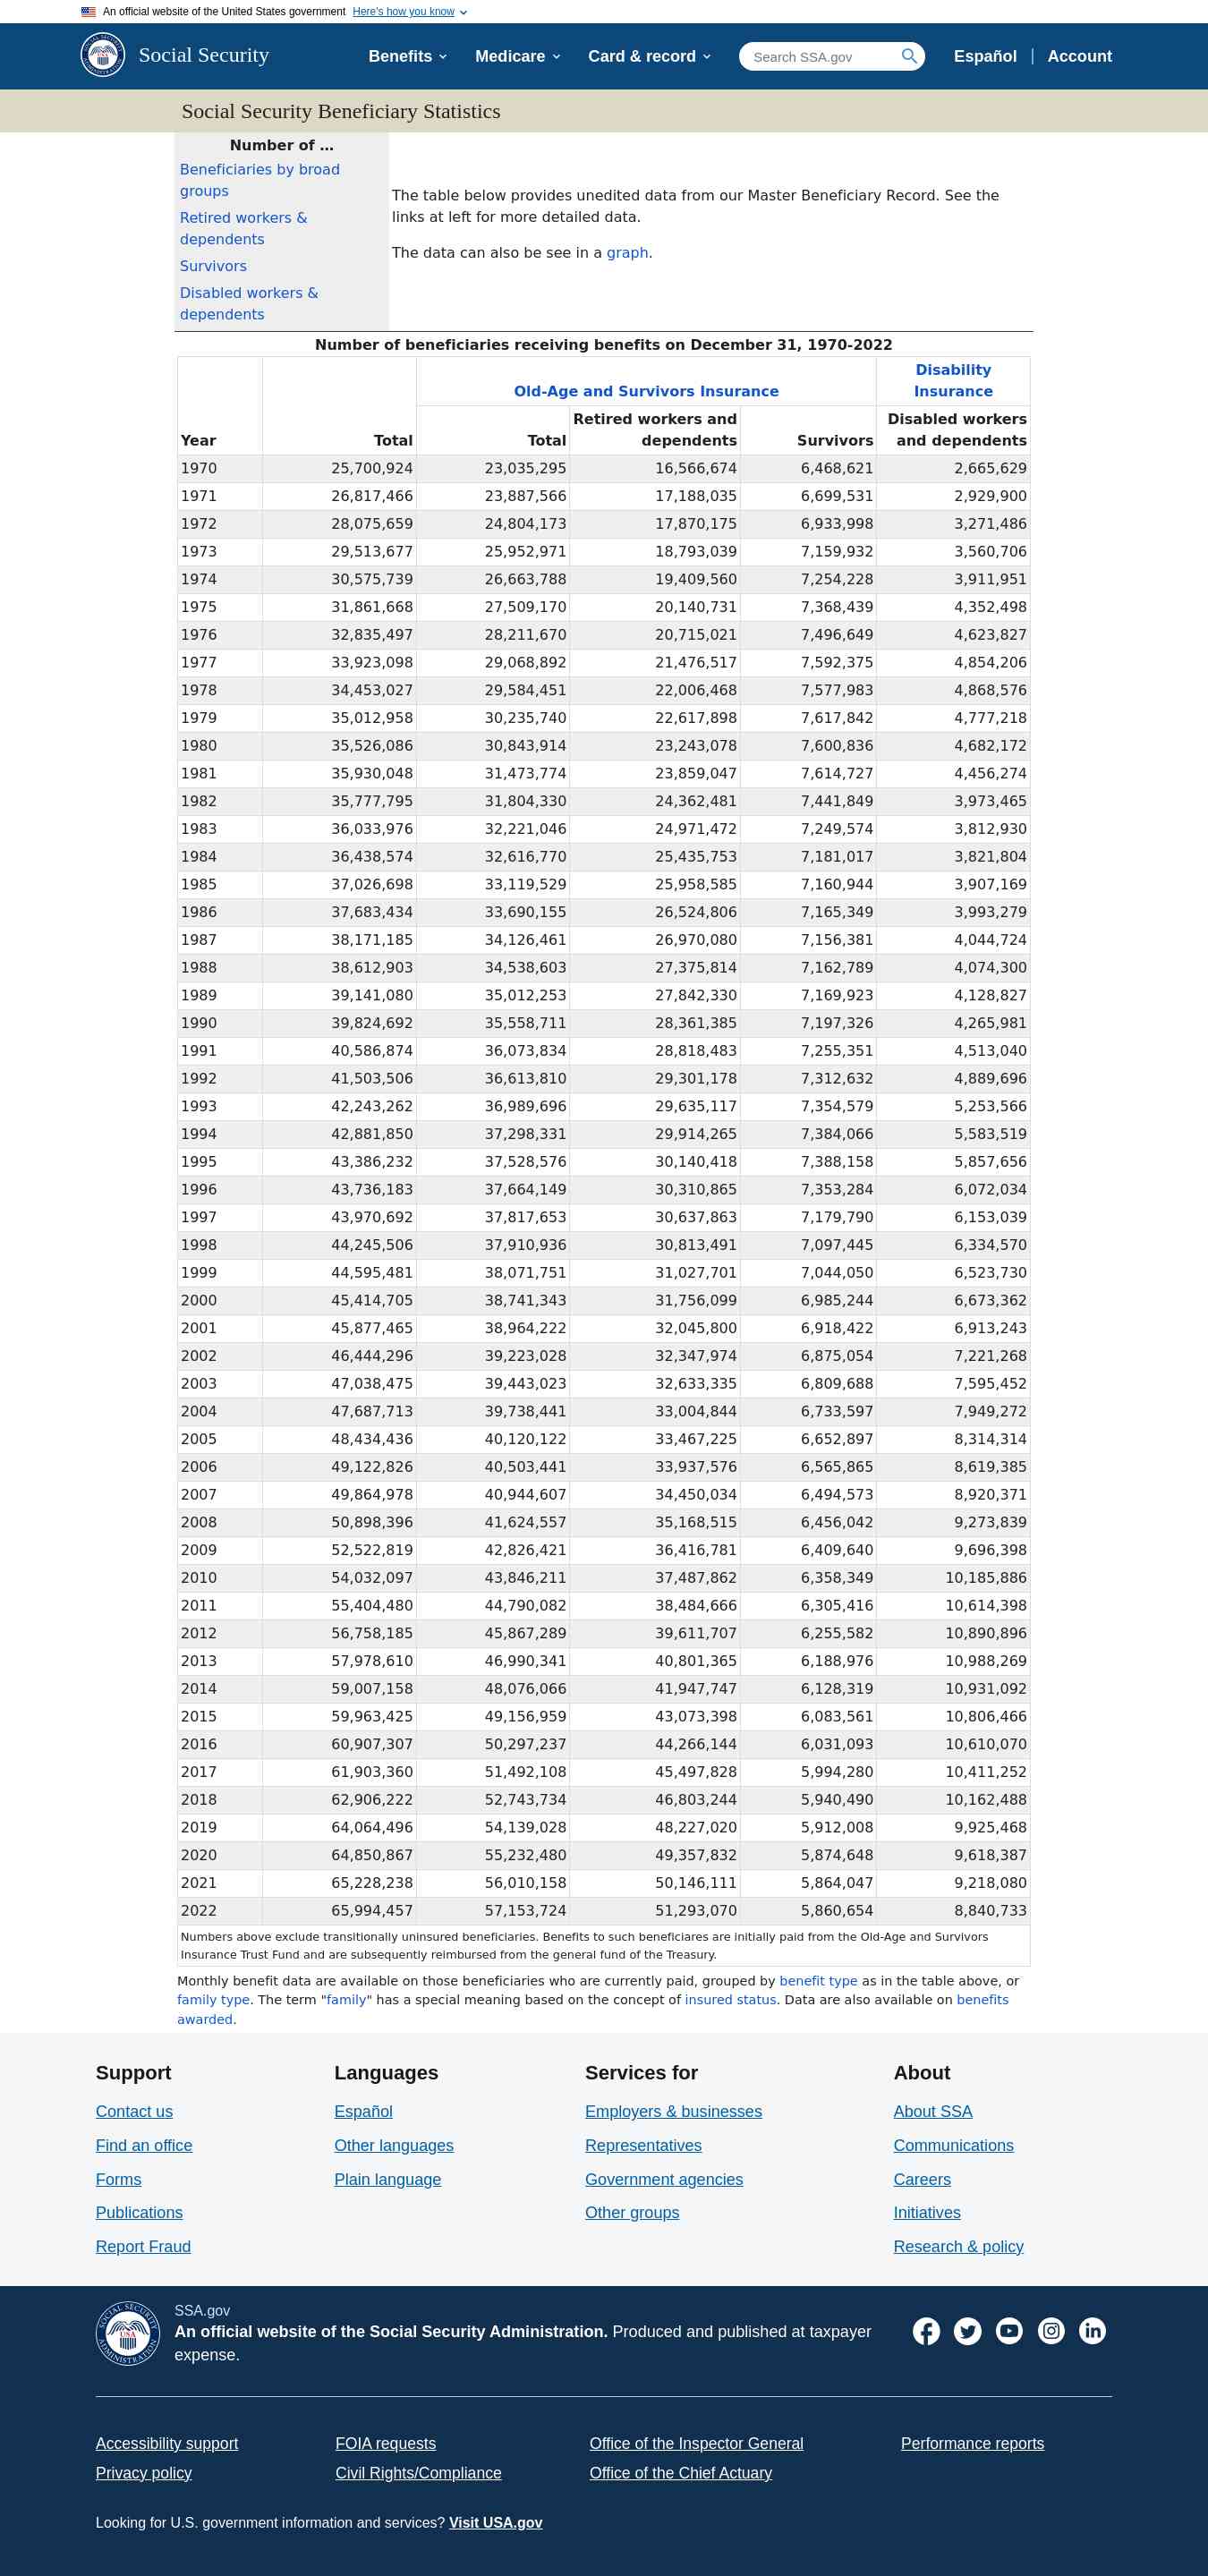 An official website of the United States government Here's how you know
Social Security
Benefits Medicare Card & record Search SSA.gov Español Account
Social Security Beneficiary Statistics
Number of ...
Beneficiaries by broad
groups
Retired workers &
dependents
Survivors
Disabled workers &
dependents
The table below provides unedited data from our Master Beneficiary Record. See the
links at left for more detailed data.
The data can also be see in a graph.
Number of beneficiaries receiving benefits on December 31, 1970-2022
Old-Age and Survivors Insurance
Disability
Insurance
Year Total Total Retired workers and
dependents Survivors Disabled workers
and dependents
1970 25,700,924 23,035,295 16,566,674 6,468,621 2,665,629
1971 26,817,466 23,887,566 17,188,035 6,699,531 2,929,900
1972 28,075,659 24,804,173 17,870,175 6,933,998 3,271,486
1973 29,513,677 25,952,971 18,793,039 7,159,932 3,560,706
1974 30,575,739 26,663,788 19,409,560 7,254,228 3,911,951
1975 31,861,668 27,509,170 20,140,731 7,368,439 4,352,498
1976 32,835,497 28,211,670 20,715,021 7,496,649 4,623,827
1977 33,923,098 29,068,892 21,476,517 7,592,375 4,854,206
1978 34,453,027 29,584,451 22,006,468 7,577,983 4,868,576
1979 35,012,958 30,235,740 22,617,898 7,617,842 4,777,218
1980 35,526,086 30,843,914 23,243,078 7,600,836 4,682,172
1981 35,930,048 31,473,774 23,859,047 7,614,727 4,456,274
1982 35,777,795 31,804,330 24,362,481 7,441,849 3,973,465
1983 36,033,976 32,221,046 24,971,472 7,249,574 3,812,930
1984 36,438,574 32,616,770 25,435,753 7,181,017 3,821,804
1985 37,026,698 33,119,529 25,958,585 7,160,944 3,907,169
1986 37,683,434 33,690,155 26,524,806 7,165,349 3,993,279
1987 38,171,185 34,126,461 26,970,080 7,156,381 4,044,724
1988 38,612,903 34,538,603 27,375,814 7,162,789 4,074,300
1989 39,141,080 35,012,253 27,842,330 7,169,923 4,128,827
1990 39,824,692 35,558,711 28,361,385 7,197,326 4,265,981
1991 40,586,874 36,073,834 28,818,483 7,255,351 4,513,040
1992 41,503,506 36,613,810 29,301,178 7,312,632 4,889,696
1993 42,243,262 36,989,696 29,635,117 7,354,579 5,253,566
1994 42,881,850 37,298,331 29,914,265 7,384,066 5,583,519
1995 43,386,232 37,528,576 30,140,418 7,388,158 5,857,656
1996 43,736,183 37,664,149 30,310,865 7,353,284 6,072,034
1997 43,970,692 37,817,653 30,637,863 7,179,790 6,153,039
1998 44,245,506 37,910,936 30,813,491 7,097,445 6,334,570
1999 44,595,481 38,071,751 31,027,701 7,044,050 6,523,730
2000 45,414,705 38,741,343 31,756,099 6,985,244 6,673,362
2001 45,877,465 38,964,222 32,045,800 6,918,422 6,913,243
2002 46,444,296 39,223,028 32,347,974 6,875,054 7,221,268
2003 47,038,475 39,443,023 32,633,335 6,809,688 7,595,452
2004 47,687,713 39,738,441 33,004,844 6,733,597 7,949,272
2005 48,434,436 40,120,122 33,467,225 6,652,897 8,314,314
2006 49,122,826 40,503,441 33,937,576 6,565,865 8,619,385
2007 49,864,978 40,944,607 34,450,034 6,494,573 8,920,371
2008 50,898,396 41,624,557 35,168,515 6,456,042 9,273,839
2009 52,522,819 42,826,421 36,416,781 6,409,640 9,696,398
2010 54,032,097 43,846,211 37,487,862 6,358,349 10,185,886
2011 55,404,480 44,790,082 38,484,666 6,305,416 10,614,398
2012 56,758,185 45,867,289 39,611,707 6,255,582 10,890,896
2013 57,978,610 46,990,341 40,801,365 6,188,976 10,988,269
2014 59,007,158 48,076,066 41,947,747 6,128,319 10,931,092
2015 59,963,425 49,156,959 43,073,398 6,083,561 10,806,466
2016 60,907,307 50,297,237 44,266,144 6,031,093 10,610,070
2017 61,903,360 51,492,108 45,497,828 5,994,280 10,411,252
2018 62,906,222 52,743,734 46,803,244 5,940,490 10,162,488
2019 64,064,496 54,139,028 48,227,020 5,912,008 9,925,468
2020 64,850,867 55,232,480 49,357,832 5,874,648 9,618,387
2021 65,228,238 56,010,158 50,146,111 5,864,047 9,218,080
2022 65,994,457 57,153,724 51,293,070 5,860,654 8,840,733
Numbers above exclude transitionally uninsured beneficiaries. Benefits to such beneficiares are initially paid from the Old-Age and Survivors
Insurance Trust Fund and are subsequently reimbursed from the general fund of the Treasury.
Monthly benefit data are available on those beneficiaries who are currently paid, grouped by benefit type as in the table above, or
family type. The term "family" has a special meaning based on the concept of insured status. Data are also available on benefits
awarded.
Support Languages Services for About
Contact us Español Employers & businesses About SSA
Find an office Other languages Representatives Communications
Forms Plain language Government agencies Careers
Publications Other groups Initiatives
Report Fraud Research & policy
SOCIAL SECURITY
USA
ADMINISTRATION
SSA.gov
An official website of the Social Security Administration. Produced and published at taxpayer
expense.
Accessibility support FOIA requests Office of the Inspector General Performance reports
Privacy policy Civil Rights/Compliance Office of the Chief Actuary
Looking for U.S. government information and services? Visit USA.gov